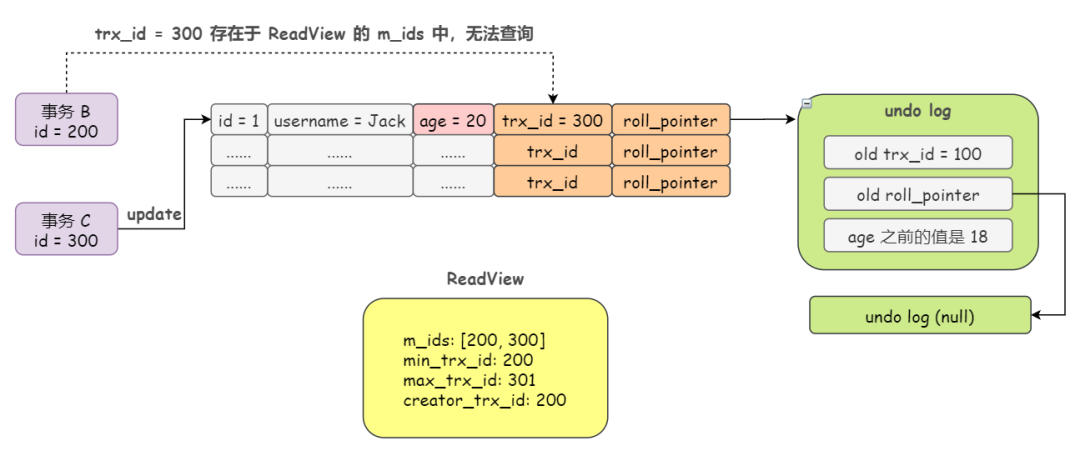 trx_id = 300 存在于 ReadView 的 m_ids 中，无法查询
事务 B
id = 200
id = 1 username = Jack age = 20 trx_id = 300 roll_pointer
...... ...... ...... trx_id roll_pointer
...... ...... ...... trx_id roll_pointer
事务 C
id = 300
update
undo log
old trx_id = 100
old roll_pointer
age 之前的值是 18
undo log (null)
ReadView
m_ids: [200, 300]
min_trx_id: 200
max_trx_id: 301
creator_trx_id: 200